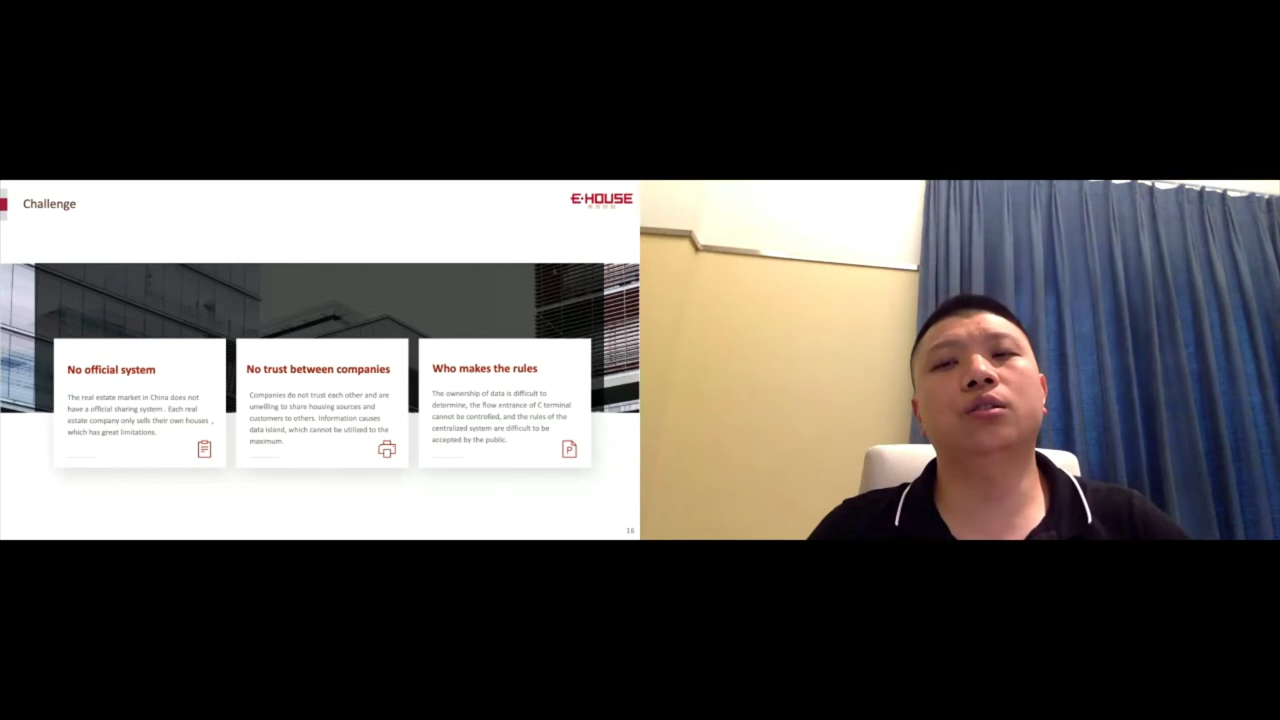 Challenge
E·HOUSE
No official system
The real estate market in China does not
have a official sharing system . Each real
estate company only sells their own houses ,
which has great limitations.
No trust between companies
Companies do not trust each other and are
unwilling to share housing sources and
customers to others. Information causes
data island, which cannot be utilized to the
maximum.
Who makes the rules
The ownership of data is difficult to
determine, the flow entrance of C terminal
cannot be controlled, and the rules of the
centralized system are difficult to be
accepted by the public.
P
16